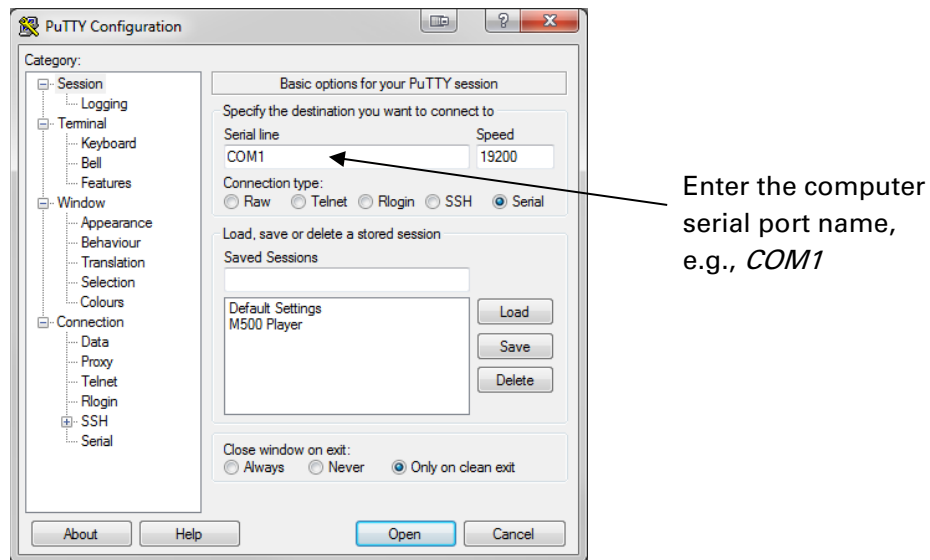 PuTTY Configuration
Category:
Session
Logging
Terminal
Keyboard
Bell
Features
Window
Appearance
Behaviour
Translation
Selection
Colours
Connection
Data
Proxy
Telnet
Rlogin
SSH
Serial
Basic options for your PuTTY session
Specify the destination you want to connect to
Serial line Speed
COM1 19200
Connection type:
Raw Telnet Rlogin SSH Serial
Load, save or delete a stored session
Saved Sessions
Default Settings
M500 Player
Load
Save
Delete
Close window on exit:
Always Never Only on clean exit
About Help Open Cancel
Enter the computer
serial port name,
e.g., COM1